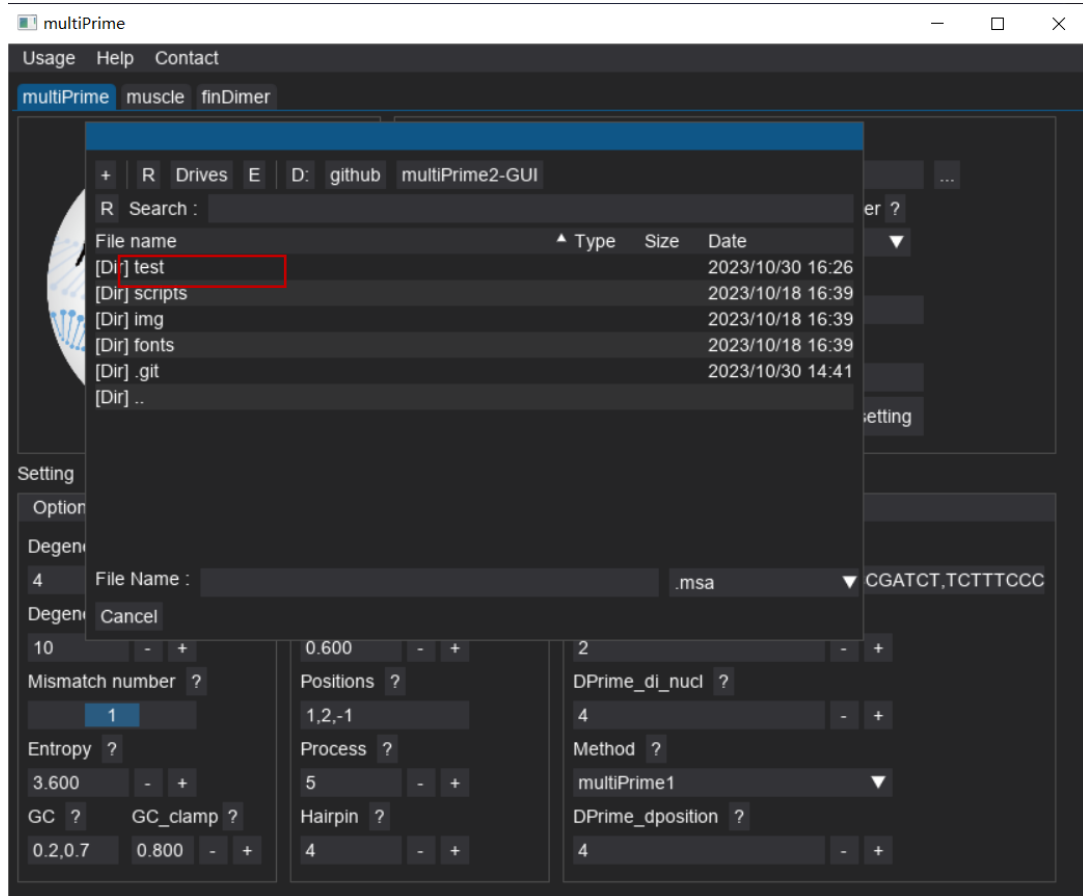 multiPrime
Usage Help Contact
multiPrime muscle finDimer
+ R Drives E D: github multiPrime2-GUI
...
R Search :
er ?
File name Type Size Date
[Dir] test 2023/10/30 16:26
[Dir] scripts 2023/10/18 16:39
[Dir] img 2023/10/18 16:39
[Dir] fonts 2023/10/18 16:39
[Dir] .git 2023/10/30 14:41
[Dir] ..
etting
Setting
Option
Degen
4 File Name : .msa CGATCT,TCTTTCCC
Degen Cancel
10 - + 0.600 - + 2 - +
Mismatch number ? Positions ? DPrime_di_nucl ?
1 1,2,-1 4 - +
Entropy ? Process ? Method ?
3.600 - + 5 - + multiPrime1
GC ? GC_clamp ? Hairpin ? DPrime_dposition ?
0.2,0.7 0.800 - + 4 - + 4 - +